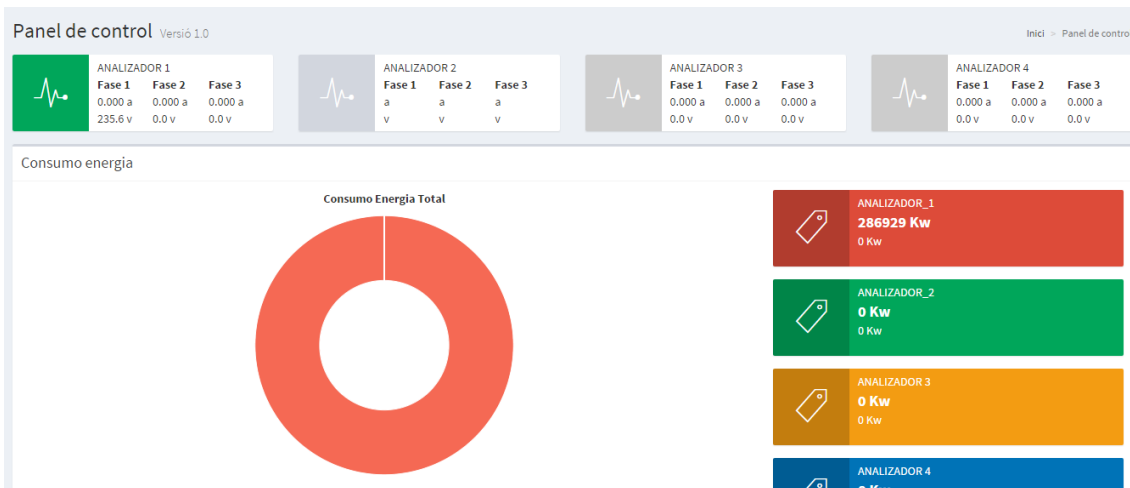 Panel de control Versió 1.0
Inici > Panel de contro
ANALIZADOR 1
Fase 1 Fase 2 Fase 3
0.000 a 0.000 a 0.000 a
235.6 v 0.0 v 0.0 v
ANALIZADOR 2
Fase 1 Fase 2 Fase 3
a a a
v v v
ANALIZADOR 3
Fase 1 Fase 2 Fase 3
0.000 a 0.000 a 0.000 a
0.0 v 0.0 v 0.0 v
ANALIZADOR 4
Fase 1 Fase 2 Fase 3
0.000 a 0.000 a 0.000 a
0.0 v 0.0 v 0.0 v
Consumo energia
Consumo Energia Total
ANALIZADOR_1
286929 Kw
0 Kw
ANALIZADOR_2
0 Kw
0 Kw
ANALIZADOR 3
0 Kw
0 Kw
ANALIZADOR 4